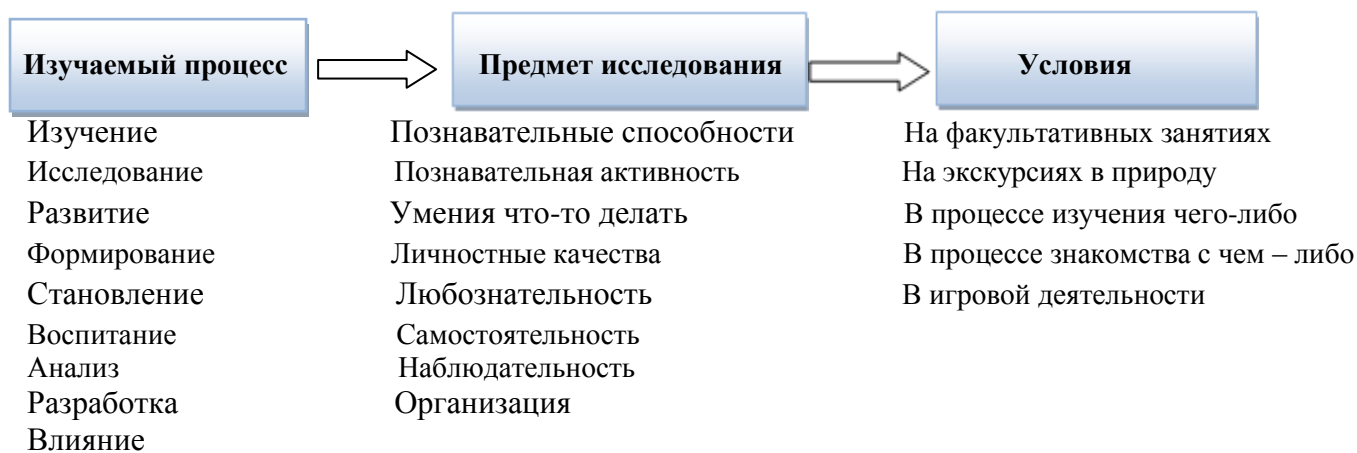 Изучаемый процесс
Предмет исследования
Условия
Изучение
Исследование
Развитие
Формирование
Становление
Воспитание
Анализ
Разработка
Влияние
Познавательные способности
Познавательная активность
Умения что-то делать
Личностные качества
Любознательность
Самостоятельность
Наблюдательность
Организация
На факультативных занятиях
На экскурсиях в природу
В процессе изучения чего-либо
В процессе знакомства с чем – либо
В игровой деятельности